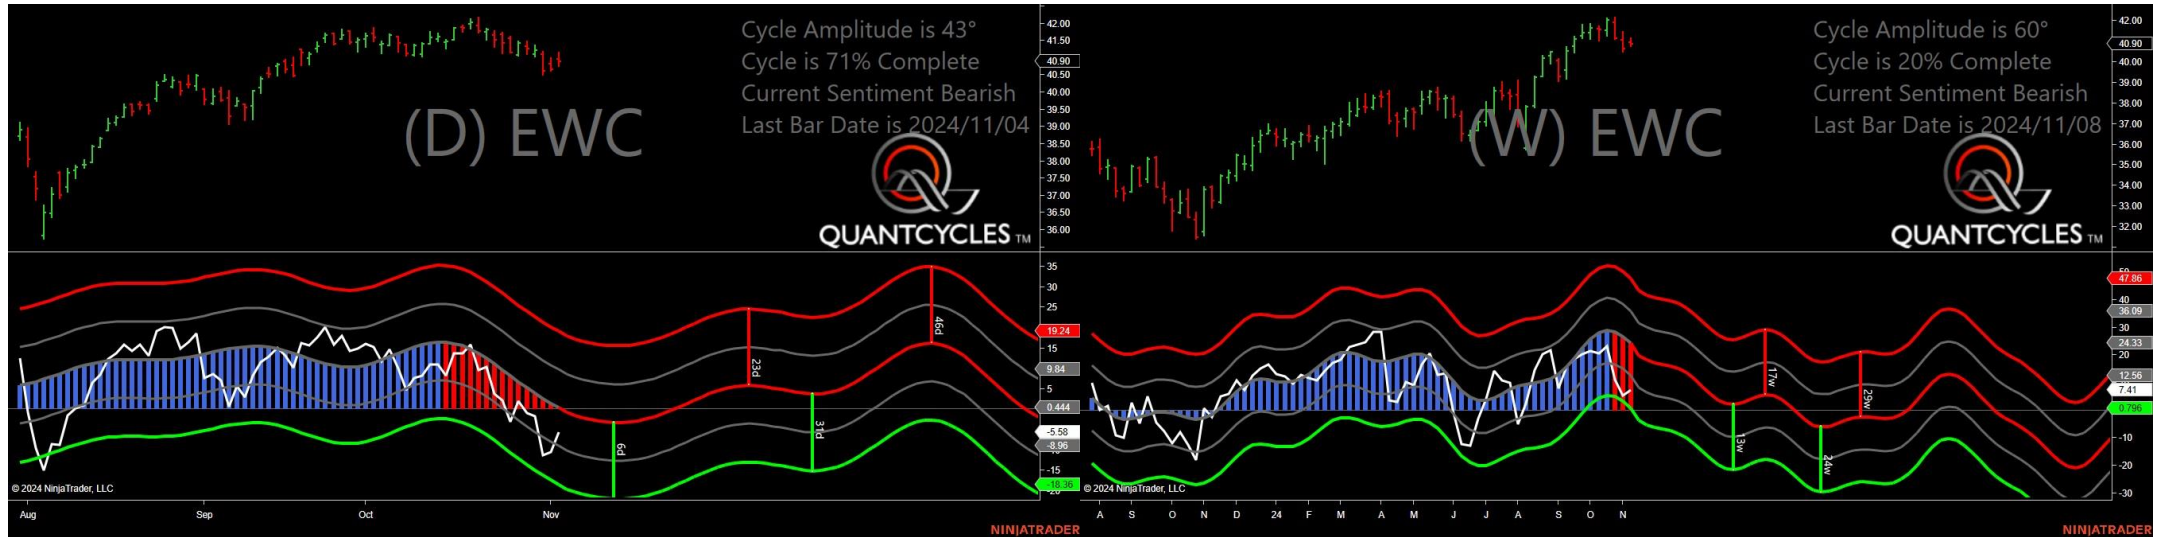 Cycle Amplitude is 43°
Cycle is 71% Complete
Current Sentiment Bearish
Last Bar Date is 2024/11/04
(D) EWC
QUANTCYCLES TM
42.00
41.50
40.90
40.50
40.00
39.50
39.00
38.50
38.00
37.50
37.00
36.50
36.00
35
30
25
19.24
15
9.84
5
0.444
-5.58
-8.96
-15
-18.36
23d
46d
6d
31d
© 2024 NinjaTrader, LLC
Aug Sep Oct Nov
NINJATRADER
Cycle Amplitude is 60°
Cycle is 20% Complete
Current Sentiment Bearish
Last Bar Date is 2024/11/08
(W) EWC
QUANTCYCLES TM
42.00
40.90
40.00
39.00
38.00
37.00
36.00
35.00
34.00
33.00
32.00
47.86
40
36.09
30
24.33
20
12.56
7.41
0.796
-10
-20
-30
17w
29w
13w
24w
© 2024 NinjaTrader, LLC
A S O N D 24 F M A M J J A S O N
NINJATRADER